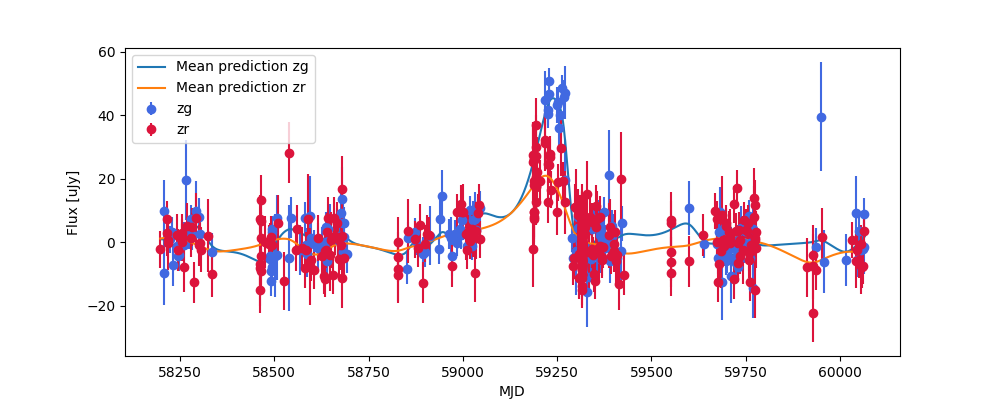 60
40
20
0
−20
Flux [uJy]
Mean prediction zg
Mean prediction zr
zg
zr
58250 58500 58750 59000 59250 59500 59750 60000
MJD